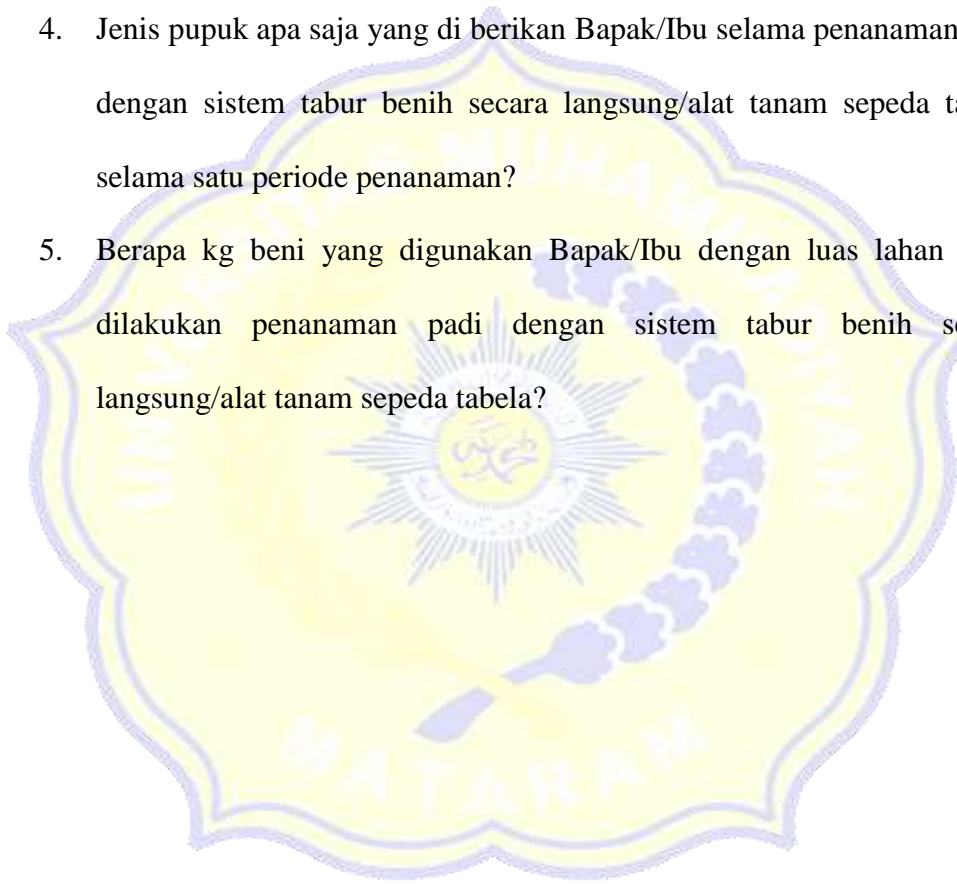 4. Jenis pupuk apa saja yang di berikan Bapak/Ibu selama penanaman
dengan sistem tabur benih secara langsung/alat tanam sepeda
selama satu periode penanaman?
5. Berapa kg beni yang digunakan Bapak/Ibu dengan luas lahan
dilakukan penanaman padi dengan sistem tabur benih
langsung/alat tanam sepeda tabela?
UNIVERSITAS MUHAMMADIYAH
MATARAM